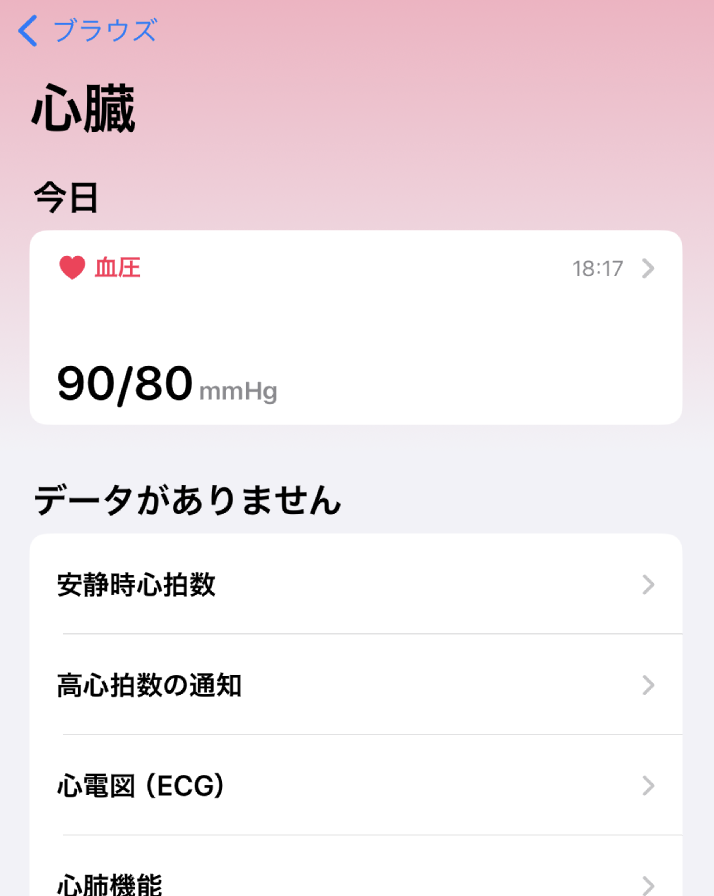 ブラウズ
心臓
今日
血圧 18:17
90/80 mmHg
データがありません
安静時心拍数
高心拍数の通知
心電図（ECG）
心肺機能